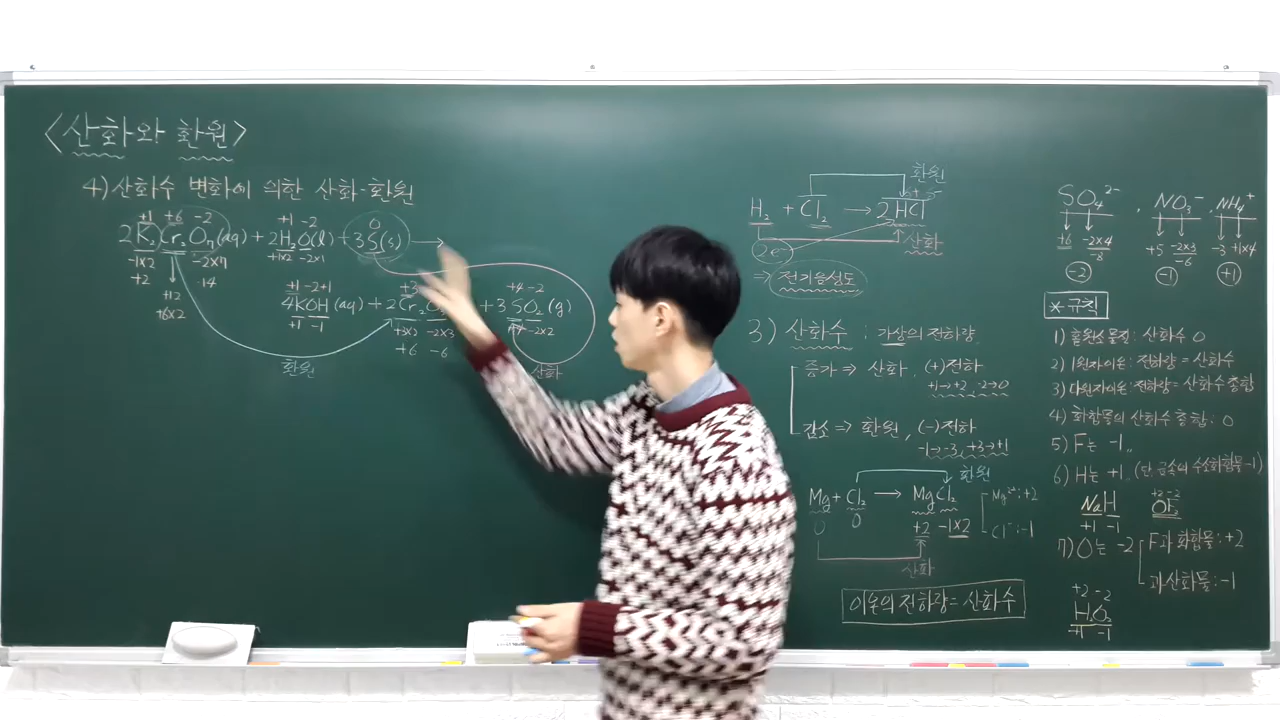 <산화와 환원>
4) 산화수 변화에 의한 산화-환원
+1 +6 -2 +1 -2 0
2K₂Cr₂O₇(aq) + 2H₂O(l) + 3S(s) →
-1×2 -2×7 +1×2 -2×1
+2 -14
+12
+6×2
+1 -2 +1 +3 +4 -2
4KOH(aq) + 2Cr₂O + 3SO₂(g)
+1 -1 +3×2 -2×3 -2×2
+6 -6
환원
산화
환원
H₂ + Cl₂ → 2HCl
산화
2e⁻
⇒ 전기음성도
3) 산화수 : 가상의 전하량
증가 ⇒ 산화, (+)전하
+1→+2, -2→0
감소 ⇒ 환원, (-)전하
-1→-3, +3→+1
환원
Mg + Cl₂ → MgCl₂
0 0 +2 -1×2
Mg²⁺:+2
Cl⁻:-1
산화
이온의 전하량 = 산화수
SO₄²⁻, NO₃⁻, NH₄⁺
+6 -2×4 +5 -2×3 -3 +1×4
-8 -6
-2 -1 +1
*규칙
1) 홑원소물질: 산화수 0
2) 1원자이온: 전하량 = 산화수
3) 다원자이온: 전하량 = 산화수 총합
4) 화합물의 산화수 총합: 0
5) F는 -1,,
6) H는 +1,, (단, 금속의 수소화합물 -1)
+2 -2
NaH OF₂
+1 -1
7) O는 -2
F과 화합물: +2
과산화물: -1
+2 -2
H₂O₂
+1 -1